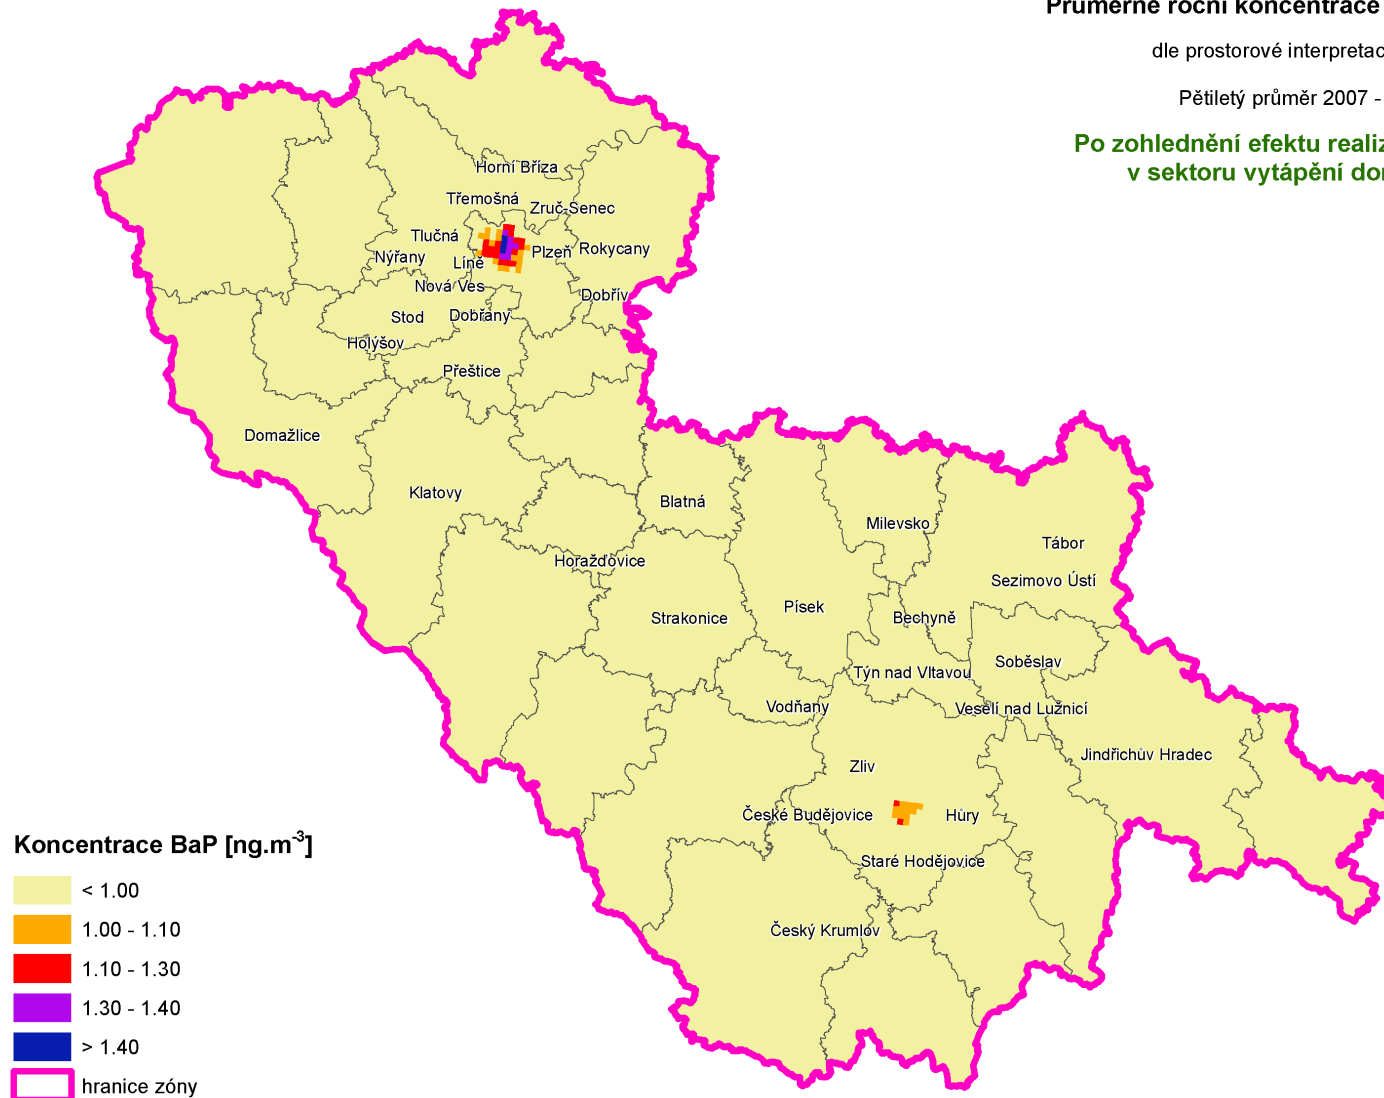 Průměrné roční koncentrace
dle prostorové interpretac
Pětiletý průměr 2007 -
Po zohlednění efektu realiz
v sektoru vytápění do
Horní Bříza
Třemošná
Zruč-Senec
Tlučná
Plzeň
Rokycany
Nýřany
Líně
Nová Ves
Dobřív
Stod
Dobřany
Holýšov
Přeštice
Domažlice
Klatovy
Blatná
Milevsko
Tábor
Horažďovice
Sezimovo Ústí
Písek
Strakonice
Bechyně
Soběslav
Týn nad Vltavou
Vodňany
Veselí nad Lužnicí
Jindřichův Hradec
Zliv
České Budějovice
Hůry
Staré Hodějovice
Český Krumlov
Koncentrace BaP [ng.m-3]
< 1.00
1.00 - 1.10
1.10 - 1.30
1.30 - 1.40
> 1.40
hranice zóny